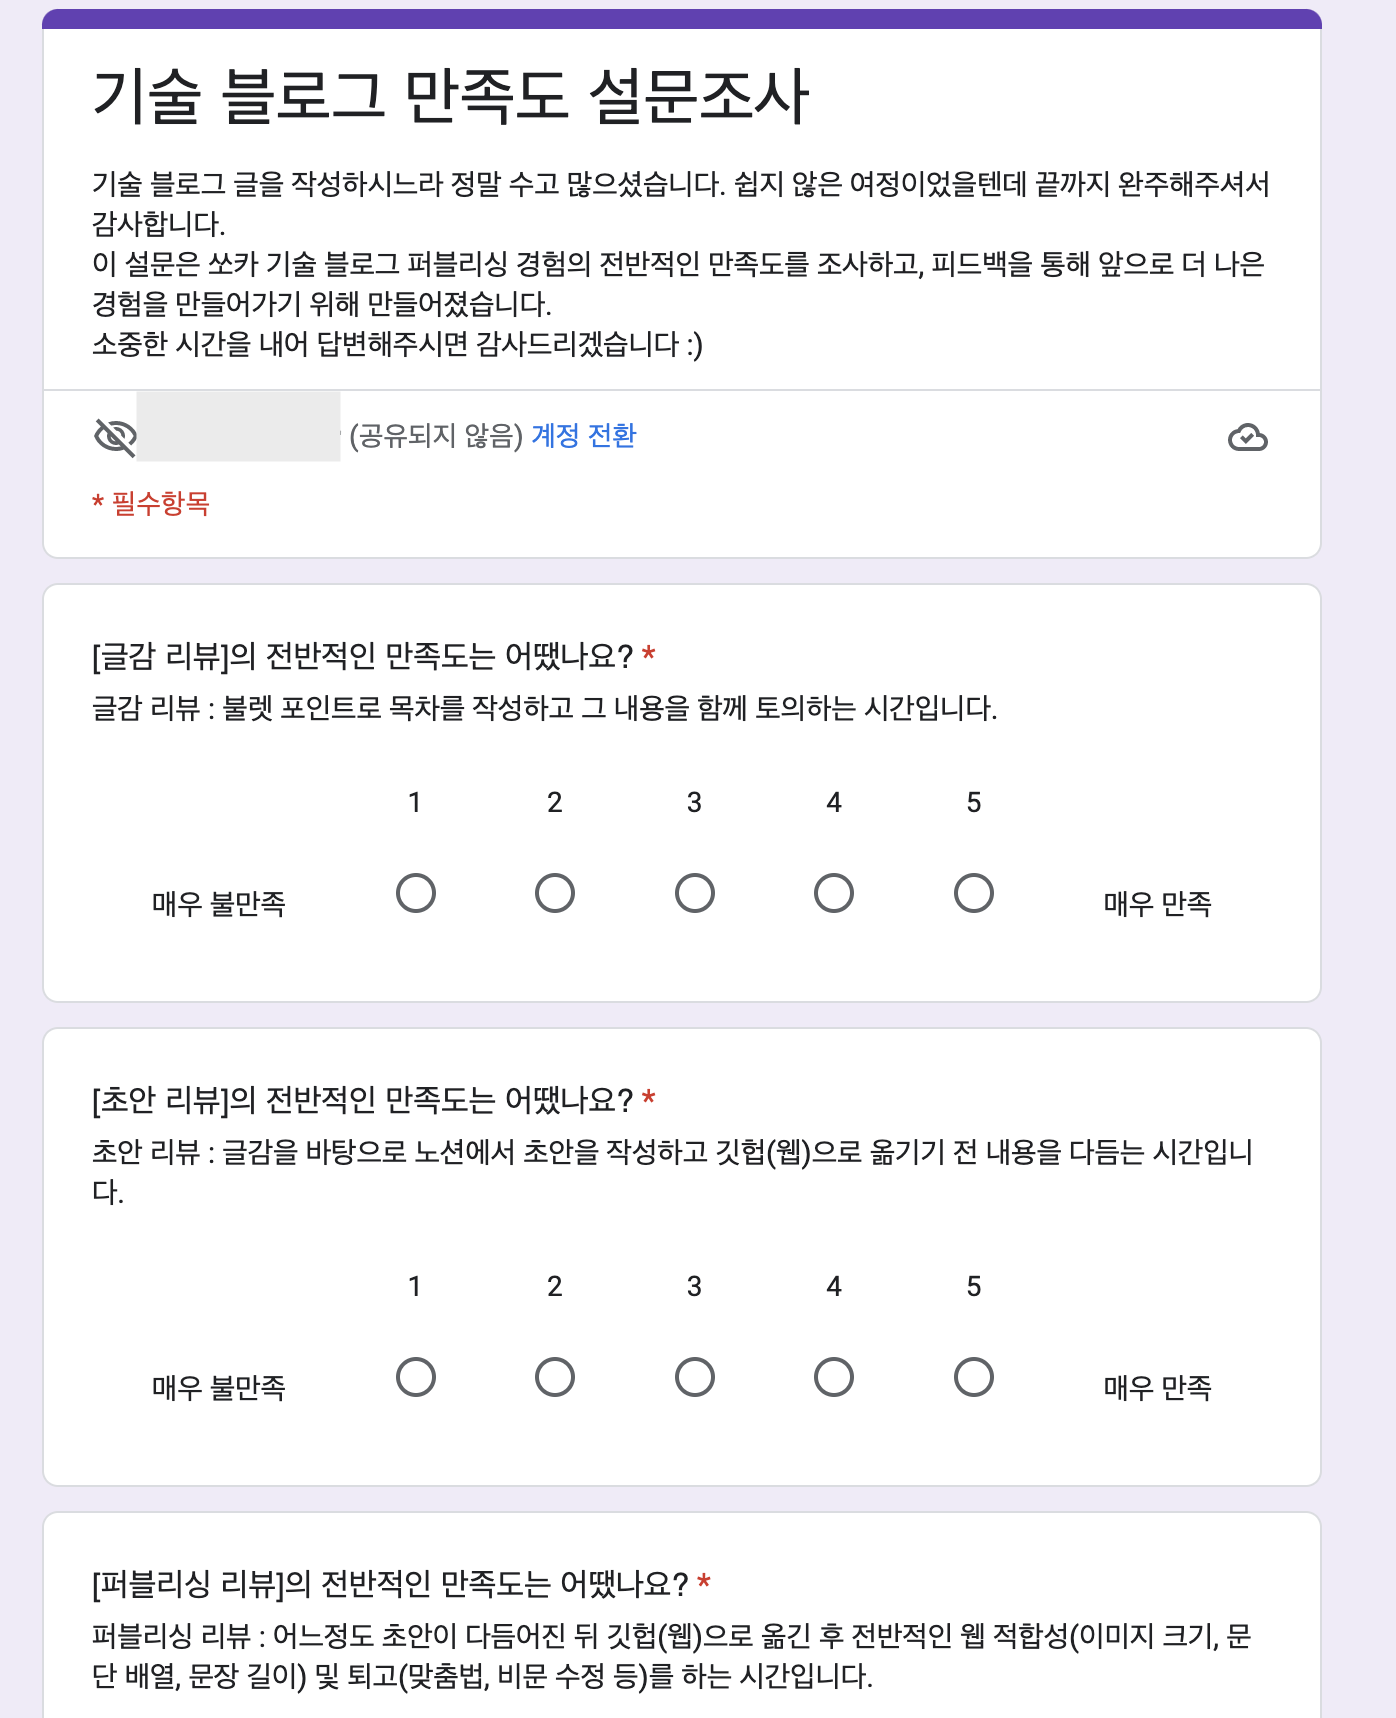 기술 블로그 만족도 설문조사
기술 블로그 글을 작성하시느라 정말 수고 많으셨습니다. 쉽지 않은 여정이었을텐데 끝까지 완주해주셔서
감사합니다.
이 설문은 쏘카 기술 블로그 퍼블리싱 경험의 전반적인 만족도를 조사하고, 피드백을 통해 앞으로 더 나은
경험을 만들어가기 위해 만들어졌습니다.
소중한 시간을 내어 답변해주시면 감사드리겠습니다 :)
(공유되지 않음) 계정 전환
* 필수항목
[글감 리뷰]의 전반적인 만족도는 어땠나요? *
글감 리뷰 : 불렛 포인트로 목차를 작성하고 그 내용을 함께 토의하는 시간입니다.
1 2 3 4 5
매우 불만족 매우 만족
[초안 리뷰]의 전반적인 만족도는 어땠나요? *
초안 리뷰 : 글감을 바탕으로 노션에서 초안을 작성하고 깃헙(웹)으로 옮기기 전 내용을 다듬는 시간입니
다.
1 2 3 4 5
매우 불만족 매우 만족
[퍼블리싱 리뷰]의 전반적인 만족도는 어땠나요? *
퍼블리싱 리뷰 : 어느정도 초안이 다듬어진 뒤 깃헙(웹)으로 옮긴 후 전반적인 웹 적합성(이미지 크기, 문
단 배열, 문장 길이) 및 퇴고(맞춤법, 비문 수정 등)를 하는 시간입니다.